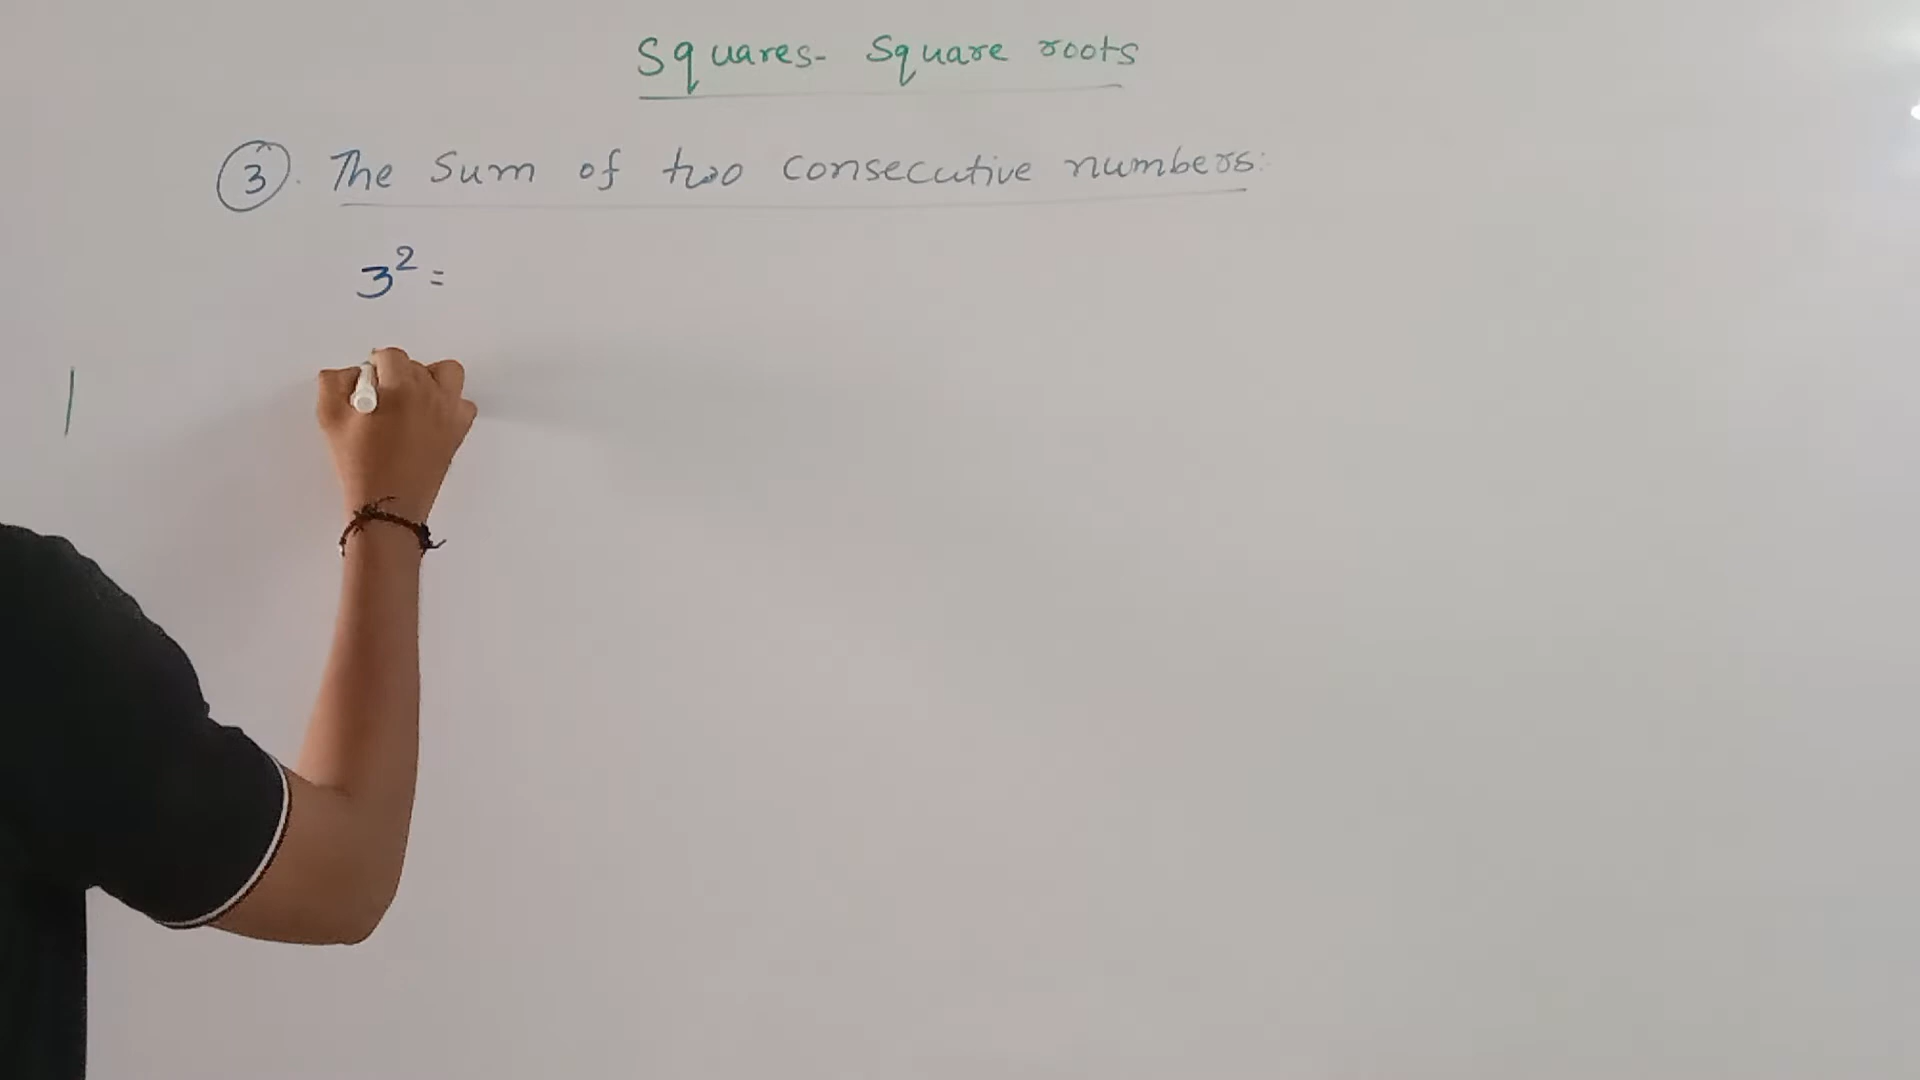 Squares- Square roots
3. The Sum of two consecutive numbers:
3² =